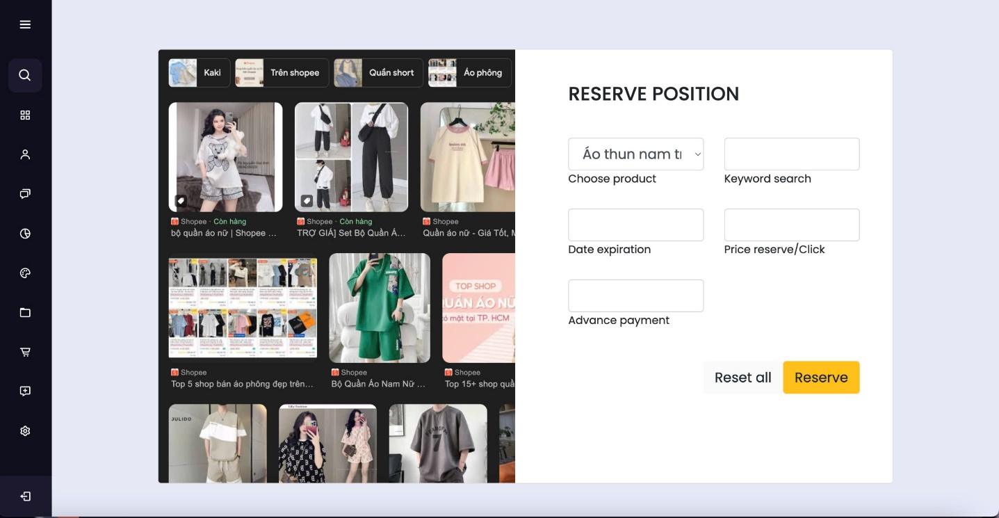 Kaki
Trên shopee
Quần short
Áo phông
Shopee · Còn hàng
bộ quần áo nữ | Shopee ...
Shopee · Còn hàng
TRỢ GIÁ] Set Bộ Quần Á...
Shopee
Quần áo nữ - Giá Tốt, M
TOP SHOP
QUẦN ÁO NỮ
có mặt tại TP. HCM
Shopee
Top 5 shop bán áo phông đẹp trên...
Shopee
Bộ Quần Áo Nam Nữ ...
Shopee
Top 15+ shop quầ
JULIDO
RESERVE POSITION
Áo thun nam t
Choose product
Keyword search
Date expiration
Price reserve/Click
Advance payment
Reset all
Reserve